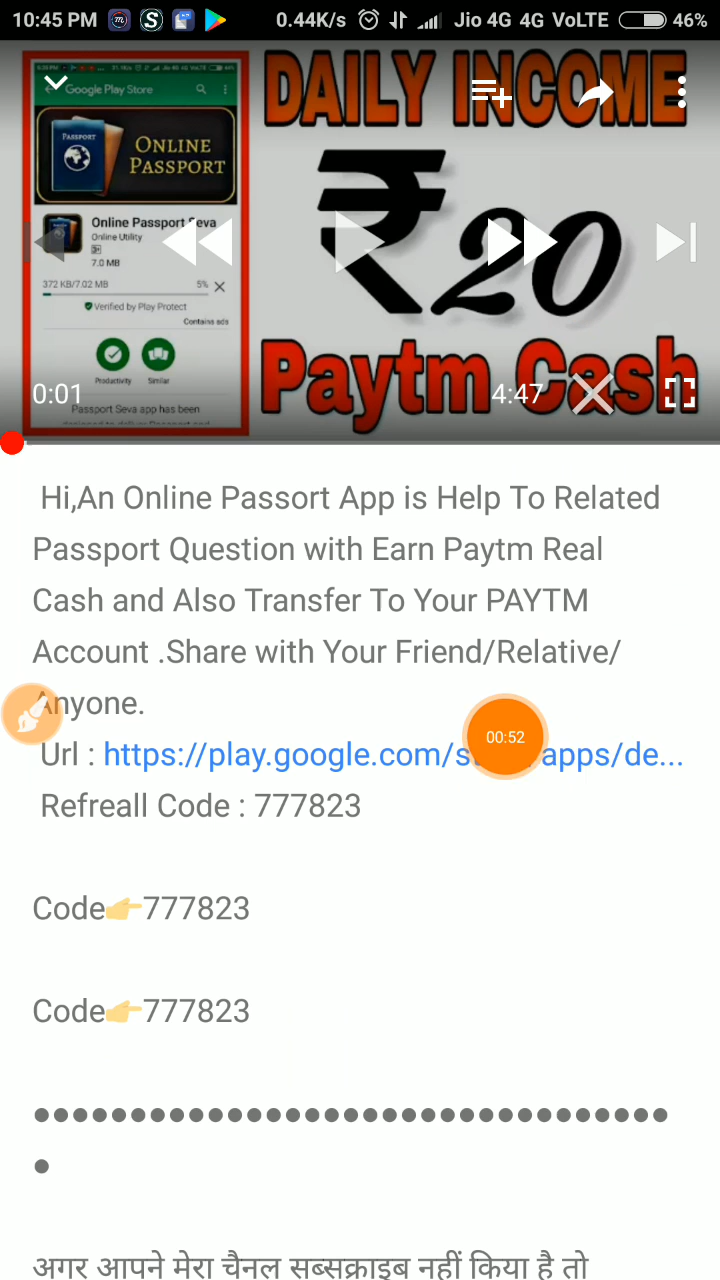 10:45 PM 0.44K/s Jio 4G 4G VoLTE 46%
Google Play Store
PASSPORT
ONLINE
PASSPORT
Online Passport Seva
Online Utility
7.0 MB
372 KB/7.02 MB 5%
Verified by Play Protect
Contains ads
Productivity Similar
Passport Seva app has been
DAILY INCOME
₹20
Paytm Cash
0:01 4:47
Hi,An Online Passort App is Help To Related
Passport Question with Earn Paytm Real
Cash and Also Transfer To Your PAYTM
Account .Share with Your Friend/Relative/
Anyone.
00:52
Url : https://play.google.com/store/apps/de...
Refreall Code : 777823
Code👉777823
Code👉777823
●●●●●●●●●●●●●●●●●●●●●●●●●●●●●●●●●
●
अगर आपने मेरा चैनल सब्सक्राइब नहीं किया है तो